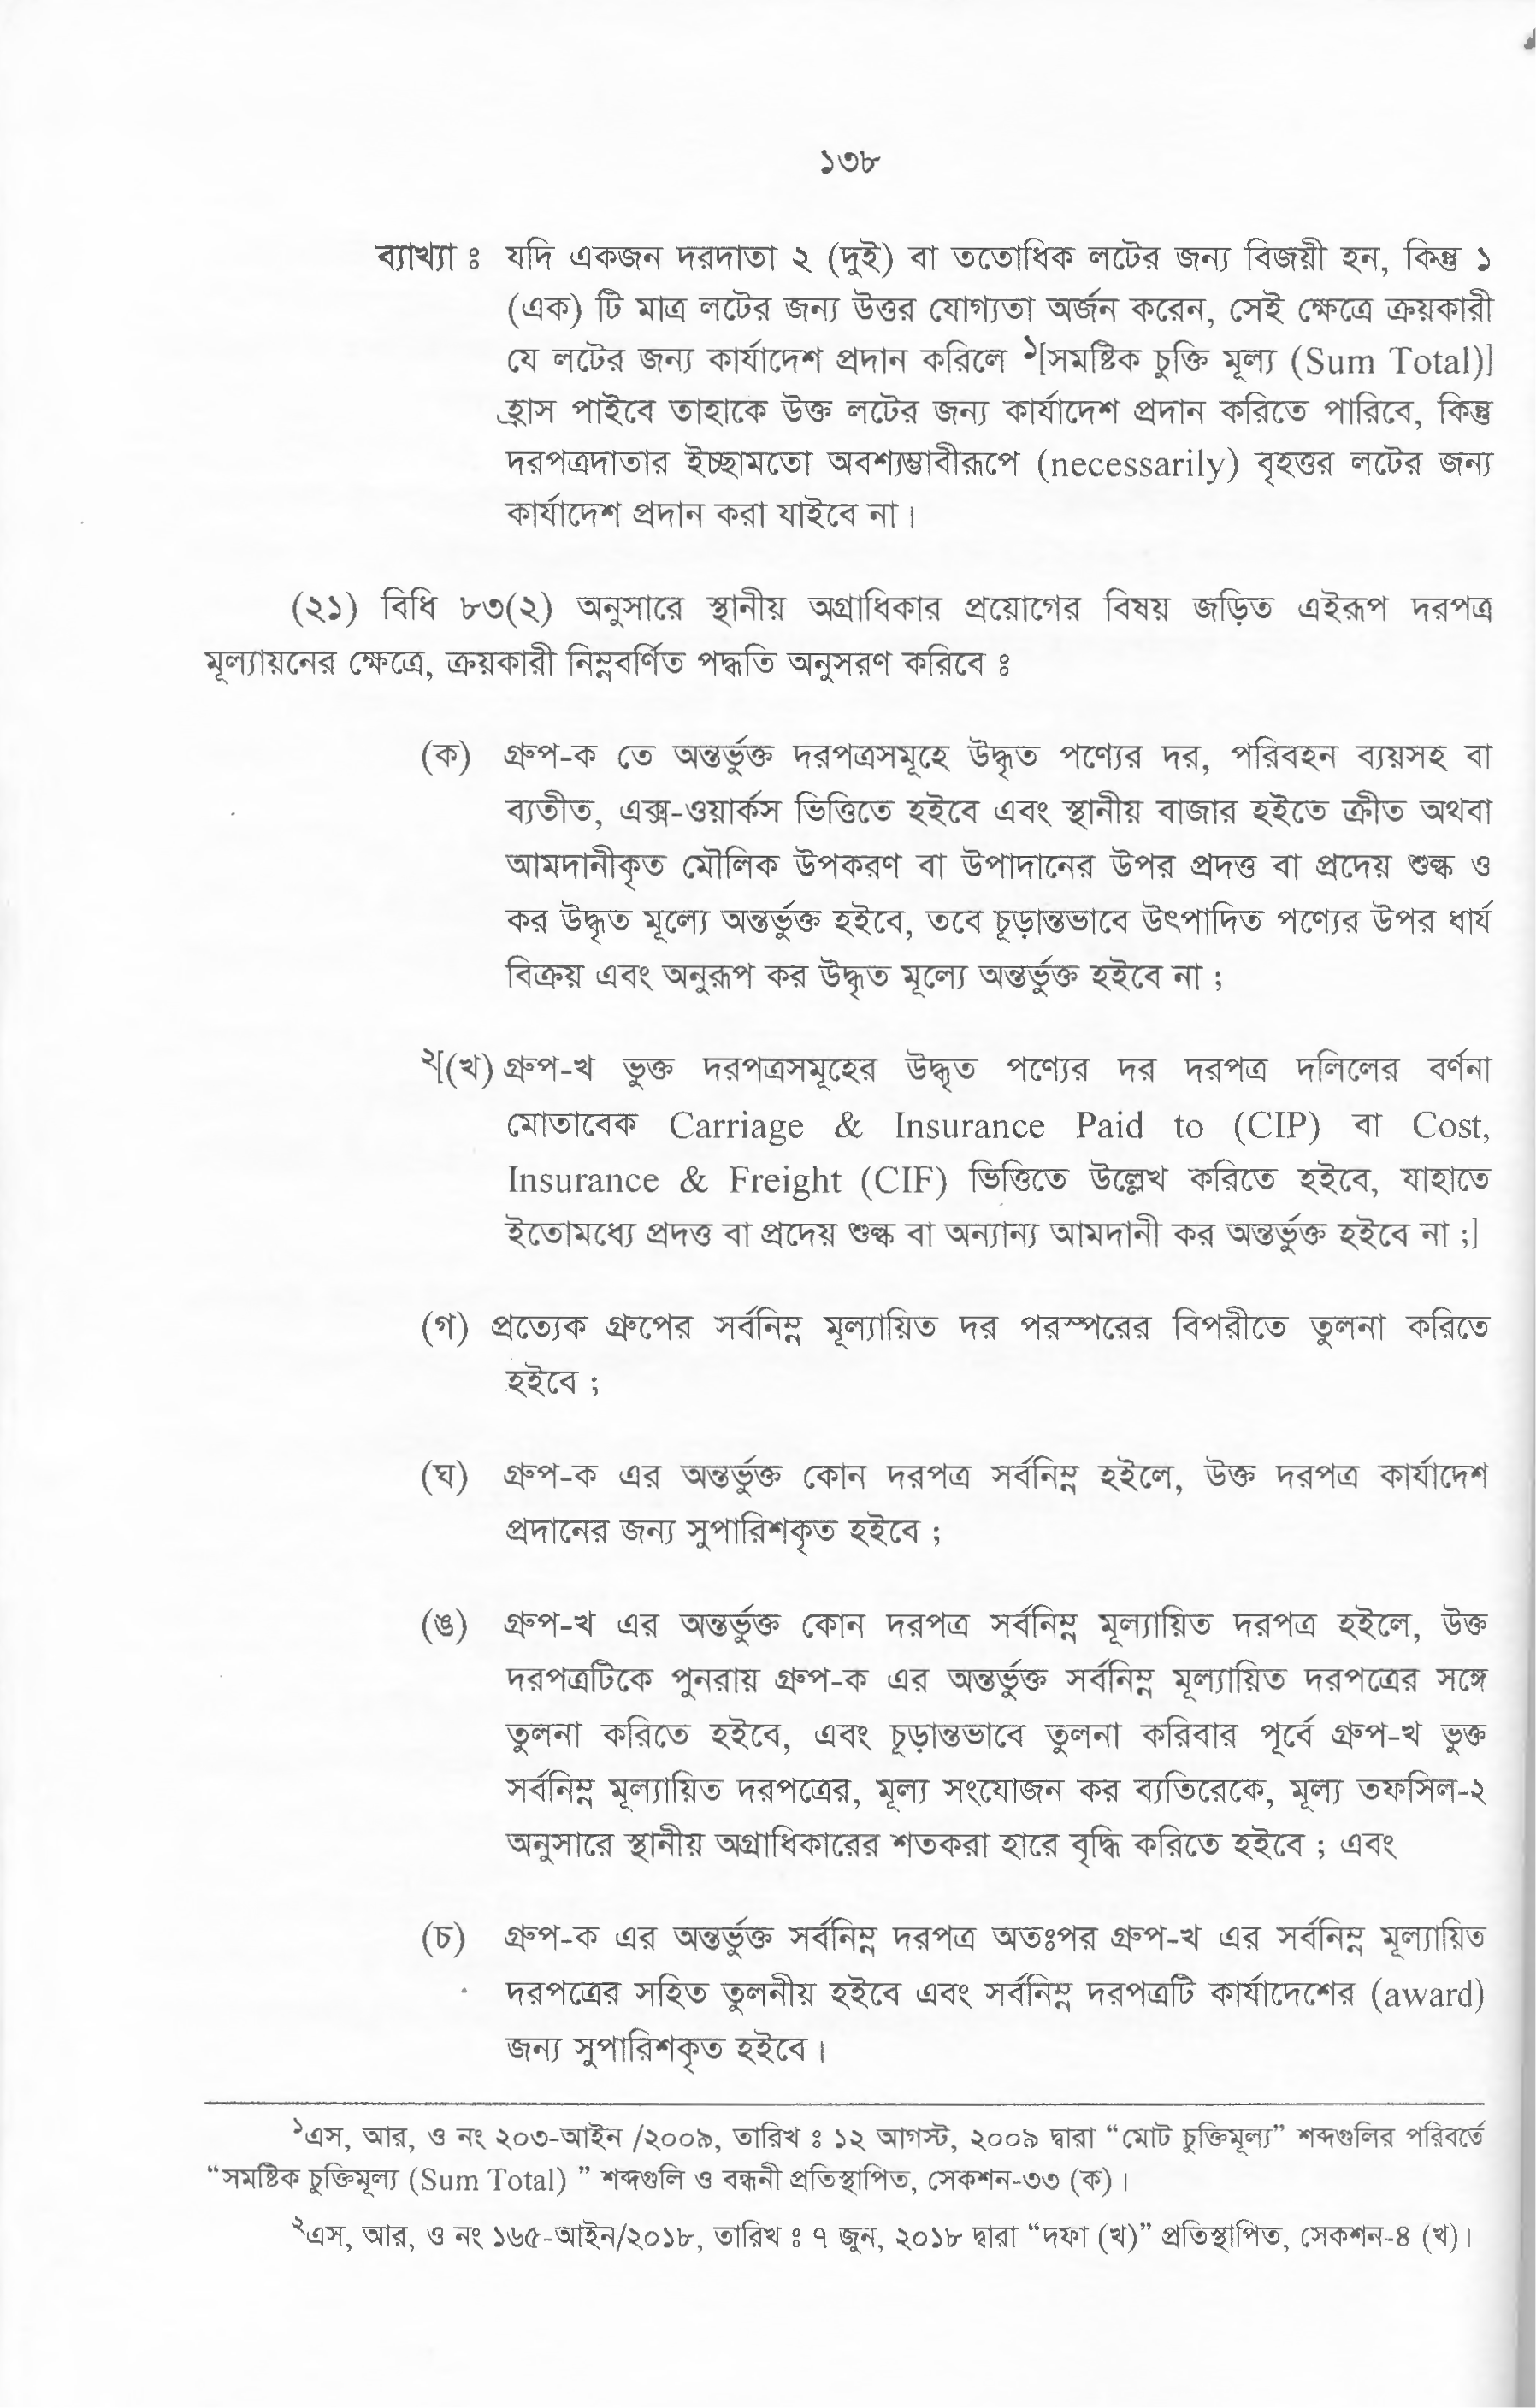 ১৩৮
ব্যাখ্যা ঃ যদি একজন দরদাতা ২ (দুই) বা ততোধিক লটের জন্য বিজয়ী হন, কিন্তু ১
(এক) টি মাত্র লটের জন্য উত্তর যোগ্যতা অর্জন করেন, সেই ক্ষেত্রে ক্রয়কারী
যে লটের জন্য কার্যাদেশ প্রদান করিলে ১[সমষ্টিক চুক্তি মূল্য (Sum Total)]
হ্রাস পাইবে তাহাকে উক্ত লটের জন্য কার্যাদেশ প্রদান করিতে পারিবে, কিন্তু
দরপত্রদাতার ইচ্ছামতো অবশ্যম্ভাবীরূপে (necessarily) বৃহত্তর লটের জন্য
কার্যাদেশ প্রদান করা যাইবে না।
(২১) বিধি ৮৩(২) অনুসারে স্থানীয় অগ্রাধিকার প্রয়োগের বিষয় জড়িত এইরূপ দরপত্র
মূল্যায়নের ক্ষেত্রে, ক্রয়কারী নিম্নবর্ণিত পদ্ধতি অনুসরণ করিবে ঃ
(ক) গ্রুপ-ক তে অন্তর্ভুক্ত দরপত্রসমূহে উদ্ধৃত পণ্যের দর, পরিবহন ব্যয়সহ বা
ব্যতীত, এক্স-ওয়ার্কস ভিত্তিতে হইবে এবং স্থানীয় বাজার হইতে ক্রীত অথবা
আমদানীকৃত মৌলিক উপকরণ বা উপাদানের উপর প্রদত্ত বা প্রদেয় শুল্ক ও
কর উদ্ধৃত মূল্যে অন্তর্ভুক্ত হইবে, তবে চূড়ান্তভাবে উৎপাদিত পণ্যের উপর ধার্য
বিক্রয় এবং অনুরূপ কর উদ্ধৃত মূল্যে অন্তর্ভুক্ত হইবে না ;
২[(খ) গ্রুপ-খ ভুক্ত দরপত্রসমূহের উদ্ধৃত পণ্যের দর দরপত্র দলিলের বর্ণনা
মোতাবেক Carriage & Insurance Paid to (CIP) বা Cost,
Insurance & Freight (CIF) ভিত্তিতে উল্লেখ করিতে হইবে, যাহাতে
ইতোমধ্যে প্রদত্ত বা প্রদেয় শুল্ক বা অন্যান্য আমদানী কর অন্তর্ভুক্ত হইবে না ;]
(গ) প্রত্যেক গ্রুপের সর্বনিম্ন মূল্যায়িত দর পরস্পরের বিপরীতে তুলনা করিতে
হইবে ;
(ঘ) গ্রুপ-ক এর অন্তর্ভুক্ত কোন দরপত্র সর্বনিম্ন হইলে, উক্ত দরপত্র কার্যাদেশ
প্রদানের জন্য সুপারিশকৃত হইবে ;
(ঙ) গ্রুপ-খ এর অন্তর্ভুক্ত কোন দরপত্র সর্বনিম্ন মূল্যায়িত দরপত্র হইলে, উক্ত
দরপত্রটিকে পুনরায় গ্রুপ-ক এর অন্তর্ভুক্ত সর্বনিম্ন মূল্যায়িত দরপত্রের সঙ্গে
তুলনা করিতে হইবে, এবং চূড়ান্তভাবে তুলনা করিবার পূর্বে গ্রুপ-খ ভুক্ত
সর্বনিম্ন মূল্যায়িত দরপত্রের, মূল্য সংযোজন কর ব্যতিরেকে, মূল্য তফসিল-২
অনুসারে স্থানীয় অগ্রাধিকারের শতকরা হারে বৃদ্ধি করিতে হইবে ; এবং
(চ) গ্রুপ-ক এর অন্তর্ভুক্ত সর্বনিম্ন দরপত্র অতঃপর গ্রুপ-খ এর সর্বনিম্ন মূল্যায়িত
দরপত্রের সহিত তুলনীয় হইবে এবং সর্বনিম্ন দরপত্রটি কার্যাদেশের (award)
জন্য সুপারিশকৃত হইবে।
১এস, আর, ও নং ২০৩-আইন /২০০৯, তারিখ ঃ ১২ আগস্ট, ২০০৯ দ্বারা “মোট চুক্তিমূল্য” শব্দগুলির পরিবর্তে
“সমষ্টিক চুক্তিমূল্য (Sum Total) ” শব্দগুলি ও বন্ধনী প্রতিস্থাপিত, সেকশন-৩৩ (ক)।
২এস, আর, ও নং ১৬৫-আইন/২০১৮, তারিখ ঃ ৭ জুন, ২০১৮ দ্বারা “দফা (খ)” প্রতিস্থাপিত, সেকশন-৪ (খ)।